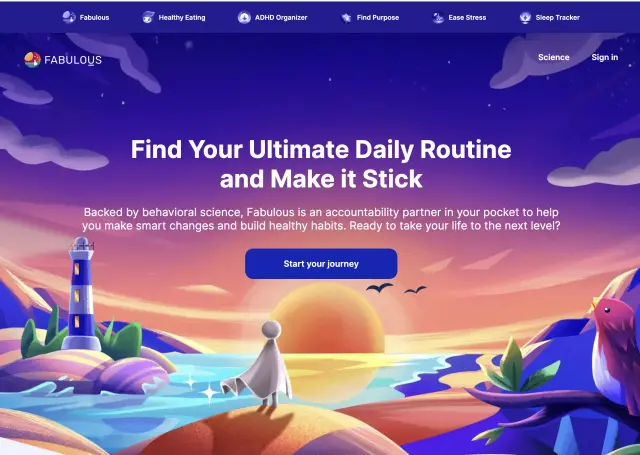 Fabulous
Healthy Eating
ADHD Organizer
Find Purpose
Ease Stress
Sleep Tracker
FABULOUS
Science
Sign in
Find Your Ultimate Daily Routine
and Make it Stick
Backed by behavioral science, Fabulous is an accountability partner in your pocket to help
you make smart changes and build healthy habits. Ready to take your life to the next level?
Start your journey